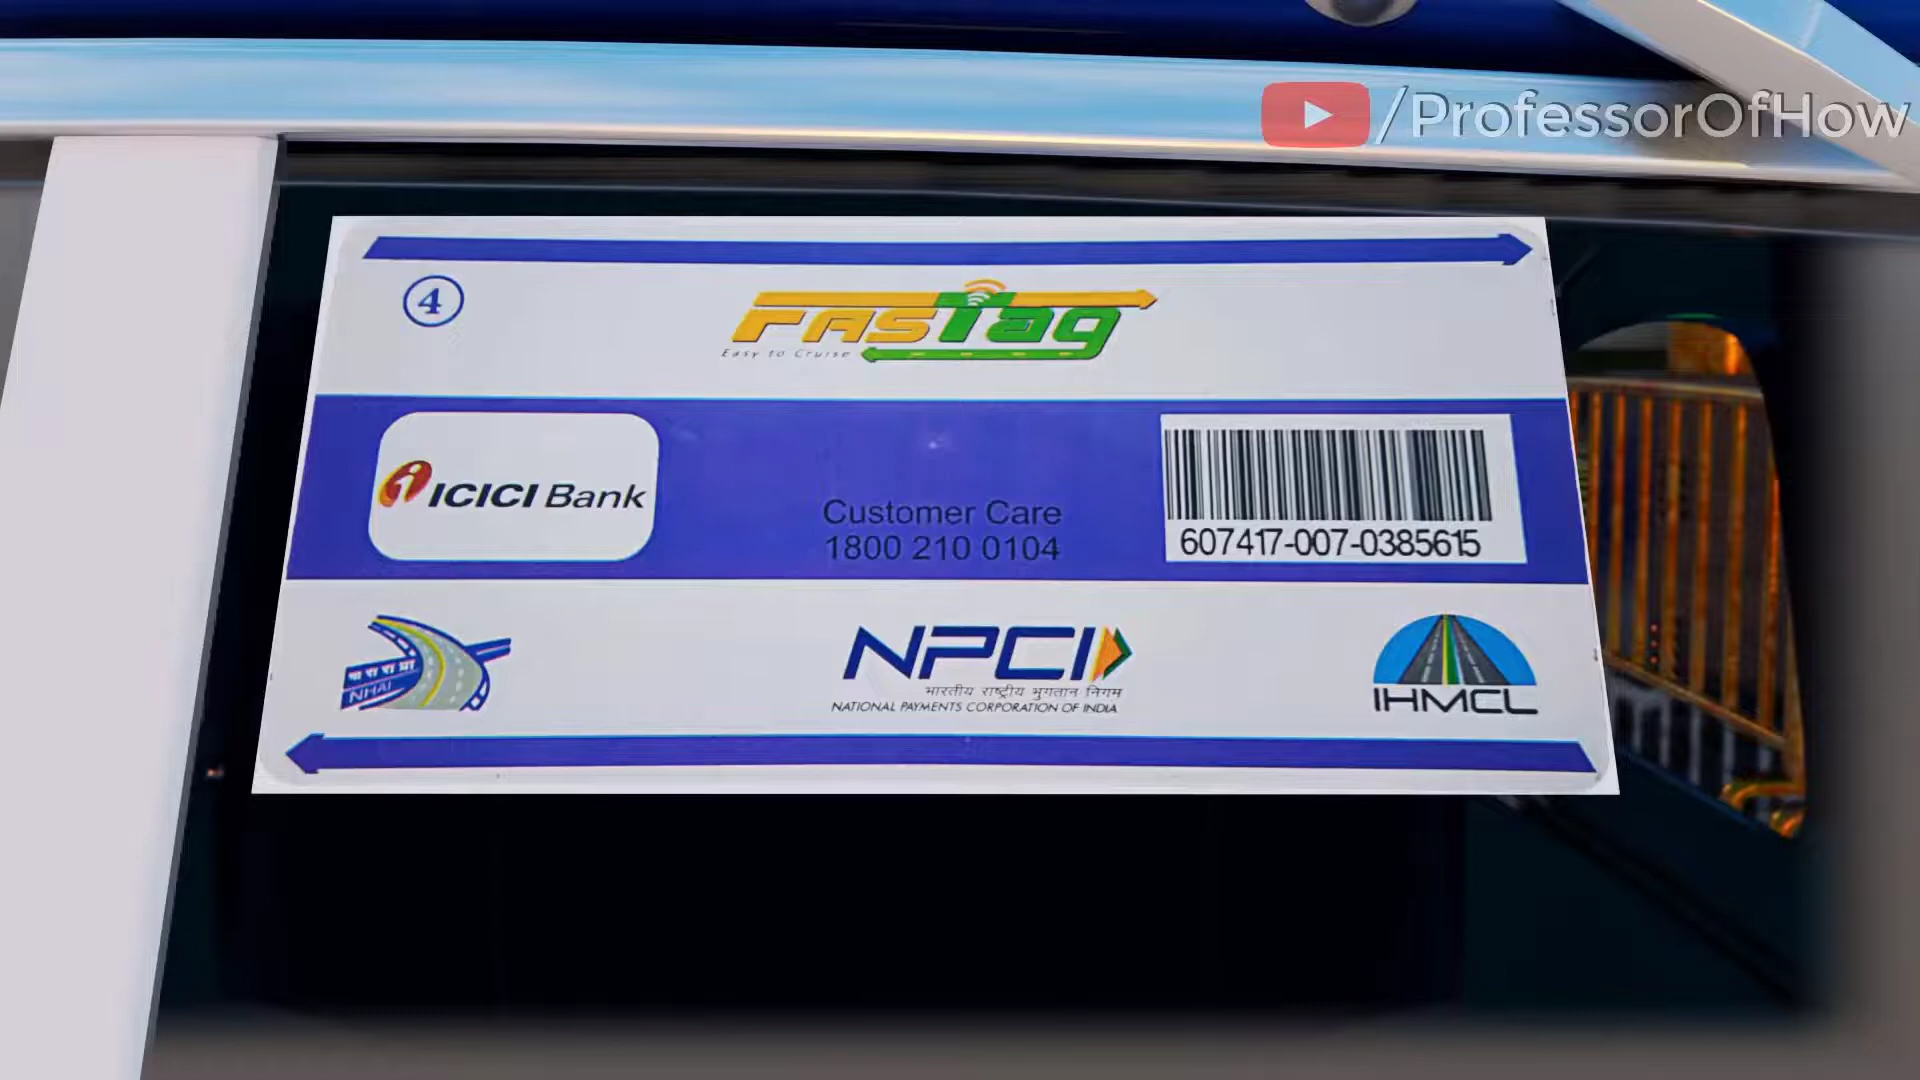 /ProfessorOfHow
4
FASTag
Easy to Cruise
ICICI Bank
Customer Care
1800 210 0104
607417-007-0385615
भा रा रा प्रा
NHAI
NPCI
भारतीय राष्ट्रीय भुगतान निगम
NATIONAL PAYMENTS CORPORATION OF INDIA
IHMCL